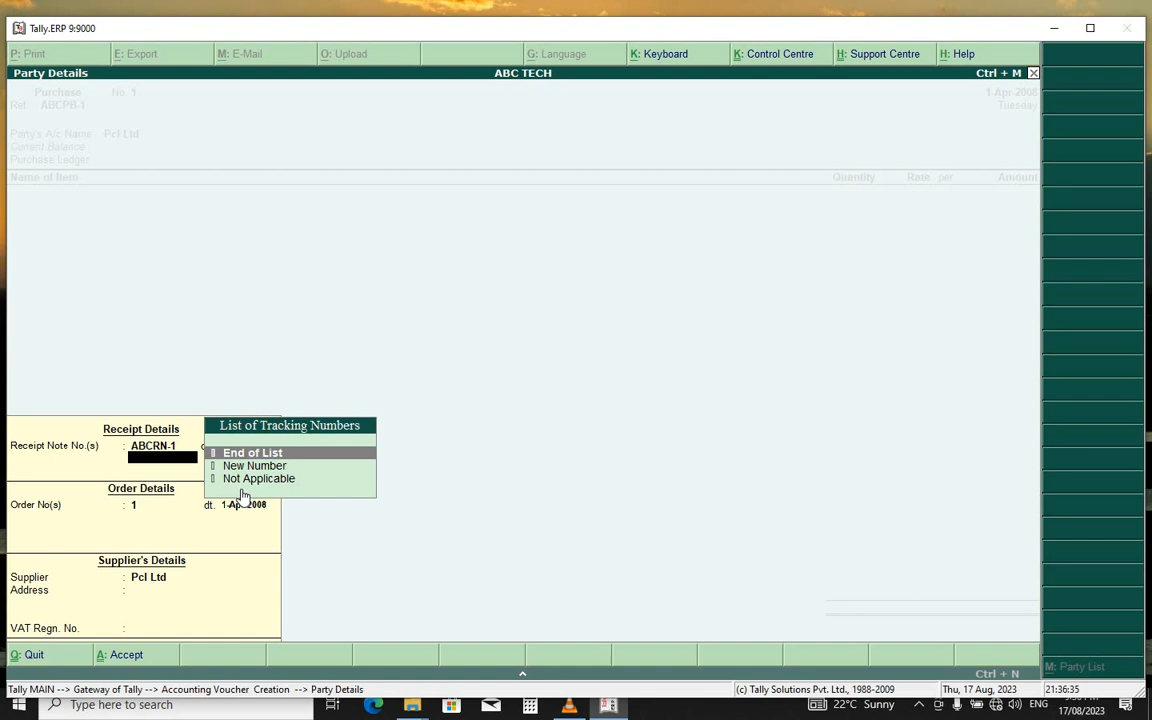 Tally.ERP 9:9000
P: Print E: Export M: E-Mail O: Upload G: Language K: Keyboard K: Control Centre H: Support Centre H: Help
Party Details ABC TECH Ctrl + M
Purchase No. 1 1-Apr-2008
Ref. ABCPB-1 Tuesday
Party's A/c Name Pcl Ltd
Current Balance
Purchase Ledger
Name of Item Quantity Rate per Amount
Receipt Details
Receipt Note No.(s) : ABCRN-1
List of Tracking Numbers
End of List
New Number
Not Applicable
Order Details
Order No(s) : 1 dt. 1-Apr-2008
Supplier's Details
Supplier : Pcl Ltd
Address :
VAT Regn. No. :
Q: Quit A: Accept
Ctrl + N
M: Party List
Tally MAIN --> Gateway of Tally --> Accounting Voucher Creation --> Party Details (c) Tally Solutions Pvt. Ltd., 1988-2009 Thu, 17 Aug, 2023 21:36:35
Type here to search 22°C Sunny ENG
17/08/2023